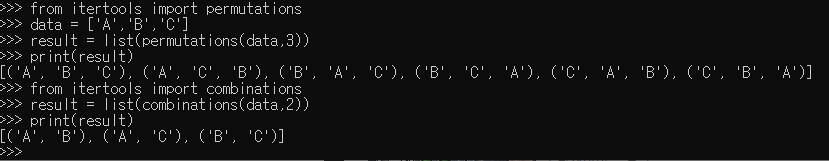 >>> from itertools import permutations
>>> data = ['A','B','C']
>>> result = list(permutations(data,3))
>>> print(result)
[('A', 'B', 'C'), ('A', 'C', 'B'), ('B', 'A', 'C'), ('B', 'C', 'A'), ('C', 'A', 'B'), ('C', 'B', 'A')]
>>> from itertools import combinations
>>> result = list(combinations(data,2))
>>> print(result)
[('A', 'B'), ('A', 'C'), ('B', 'C')]
>>>